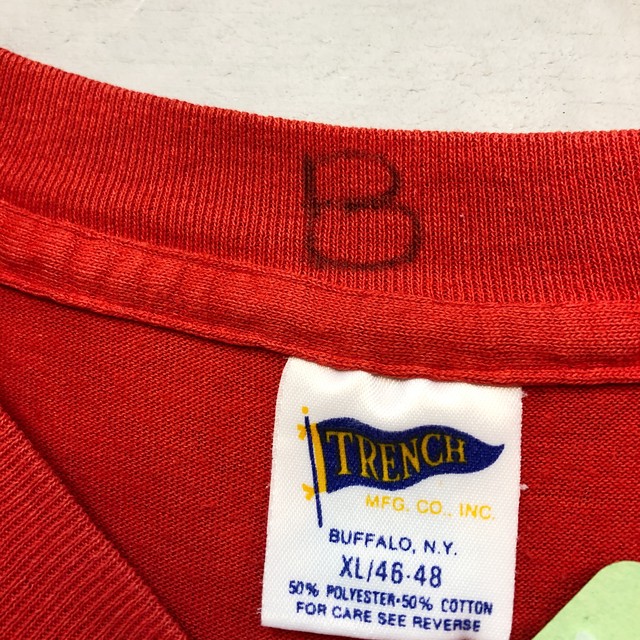 B
TRENCH
MFG. CO., INC.
BUFFALO, N.Y.
XL/46-48
50% POLYESTER-50% COTTON
FOR CARE SEE REVERSE